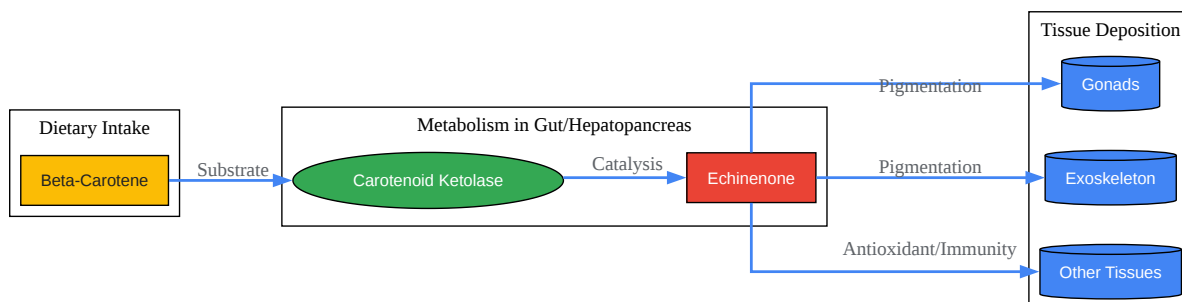 Tissue Deposition
Gonads
Pigmentation
Dietary Intake
Metabolism in Gut/Hepatopancreas
Beta-Carotene
Substrate
Carotenoid Ketolase
Catalysis
Echinenone
Pigmentation
Exoskeleton
Antioxidant/Immunity
Other Tissues